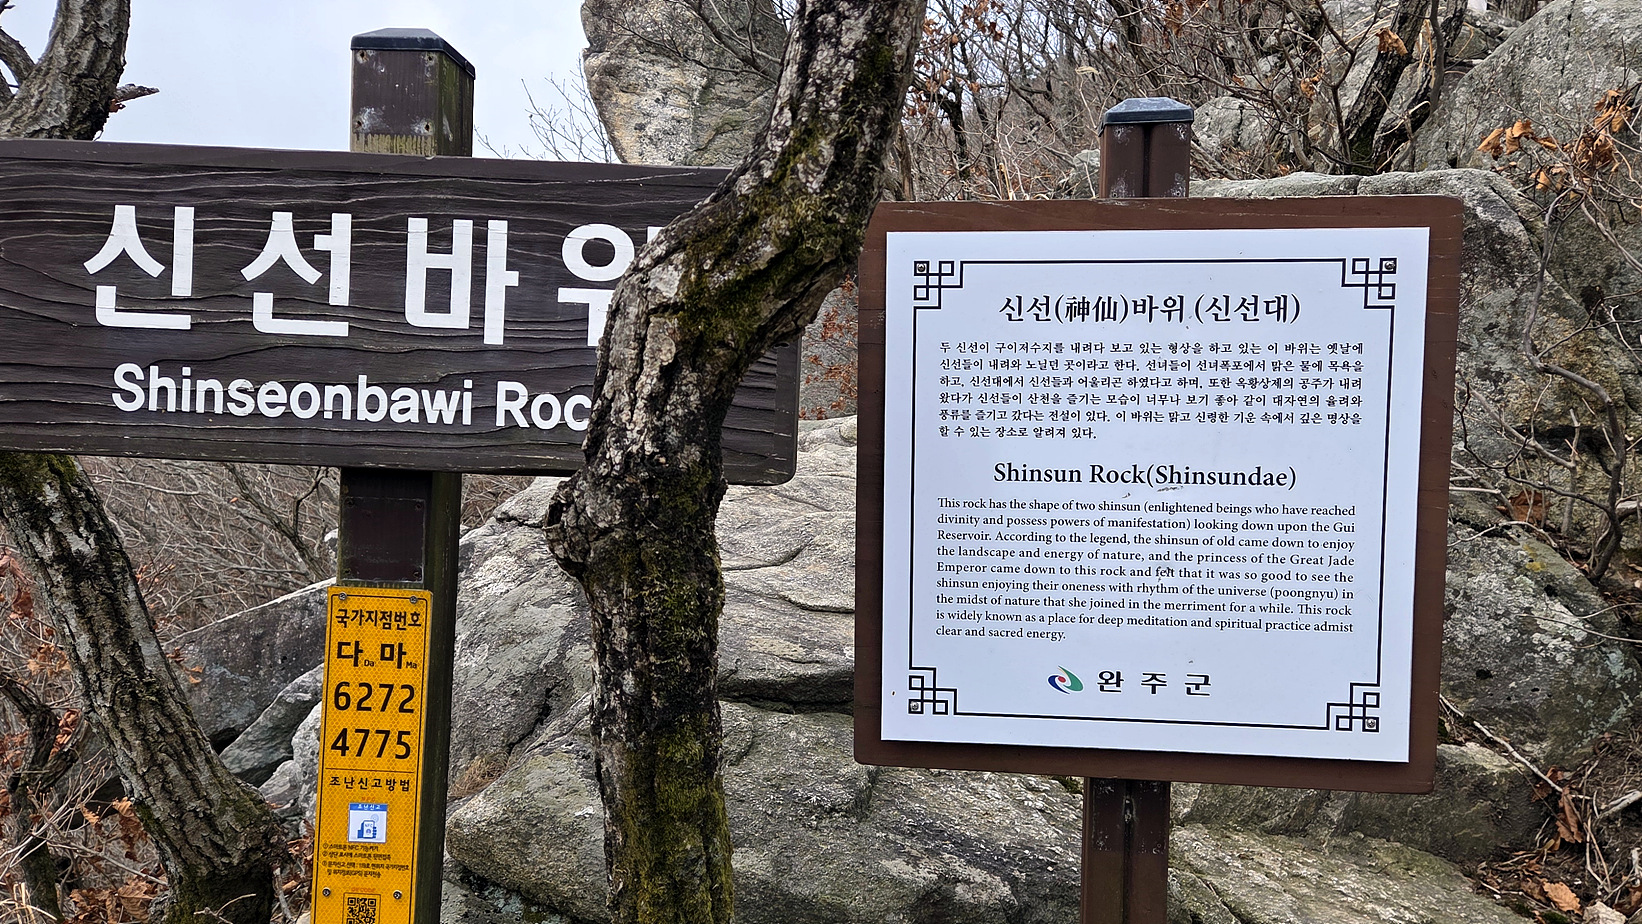 신선바위
Shinseonbawi Roc
국가지점번호
다 Da 마 Ma
6272
4775
조난신고방법
조난신고
신선(神仙)바위 (신선대)
두 신선이 구이저수지를 내려다 보고 있는 형상을 하고 있는 이 바위는 옛날에
신선들이 내려와 노닐던 곳이라고 한다. 선녀들이 선녀폭포에서 맑은 물에 목욕을
하고, 신선대에서 신선들과 어울리곤 하였다고 하며, 또한 옥황상제의 공주가 내려
왔다가 신선들이 산천을 즐기는 모습이 너무나 보기 좋아 같이 대자연의 율려와
풍류를 즐기고 갔다는 전설이 있다. 이 바위는 맑고 신령한 기운 속에서 깊은 명상을
할 수 있는 장소로 알려져 있다.
Shinsun Rock(Shinsundae)
This rock has the shape of two shinsun (enlightened beings who have reached
divinity and possess powers of manifestation) looking down upon the Gui
Reservoir. According to the legend, the shinsun of old came down to enjoy
the landscape and energy of nature, and the princess of the Great Jade
Emperor came down to this rock and felt that it was so good to see the
shinsun enjoying their oneness with rhythm of the universe (poongnyu) in
the midst of nature that she joined in the merriment for a while. This rock
is widely known as a place for deep meditation and spiritual practice admist
clear and sacred energy.
완주군